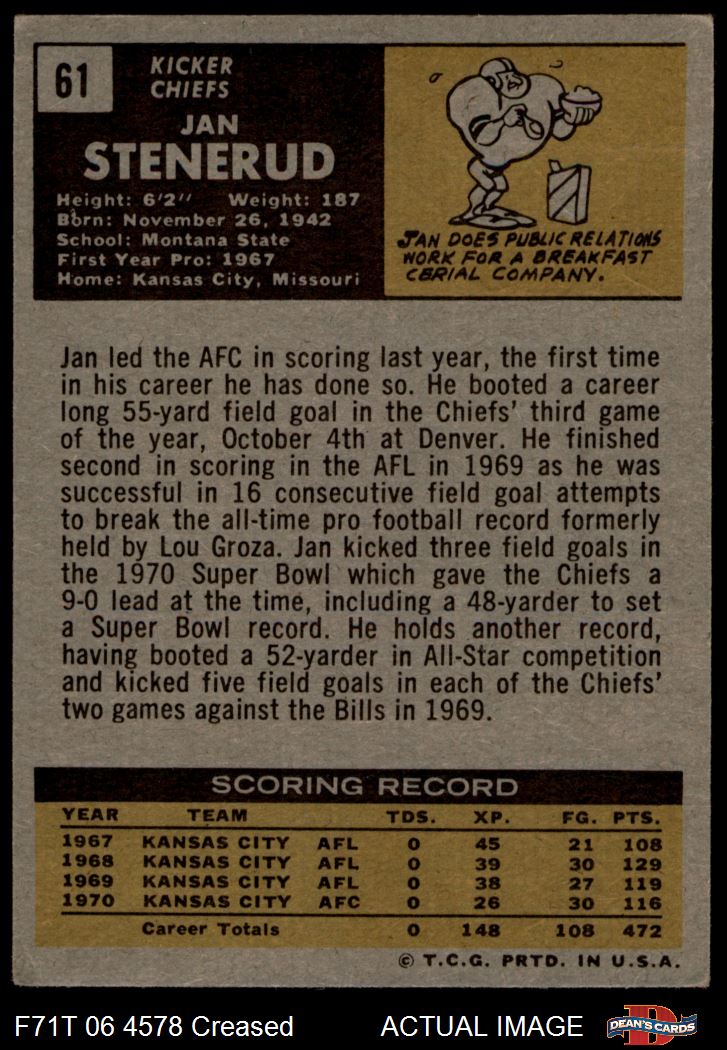 61
KICKER
CHIEFS
JAN
STENERUD
Height: 6'2" Weight: 187
Born: November 26, 1942
School: Montana State
First Year Pro: 1967
Home: Kansas City, Missouri
JAN DOES PUBLIC RELATIONS
WORK FOR A BREAKFAST
CERIAL COMPANY.
Jan led the AFC in scoring last year, the first time
in his career he has done so. He booted a career
long 55-yard field goal in the Chiefs' third game
of the year, October 4th at Denver. He finished
second in scoring in the AFL in 1969 as he was
successful in 16 consecutive field goal attempts
to break the all-time pro football record formerly
held by Lou Groza. Jan kicked three field goals in
the 1970 Super Bowl which gave the Chiefs a
9-0 lead at the time, including a 48-yarder to set
a Super Bowl record. He holds another record,
having booted a 52-yarder in All-Star competition
and kicked five field goals in each of the Chiefs'
two games against the Bills in 1969.
SCORING RECORD
YEAR TEAM TDS. XP. FG. PTS.
1967 KANSAS CITY AFL 0 45 21 108
1968 KANSAS CITY AFL 0 39 30 129
1969 KANSAS CITY AFL 0 38 27 119
1970 KANSAS CITY AFC 0 26 30 116
Career Totals 0 148 108 472
© T.C.G. PRTD. IN U.S.A.
F71T 06 4578 Creased ACTUAL IMAGE
D
DEAN'S CARDS